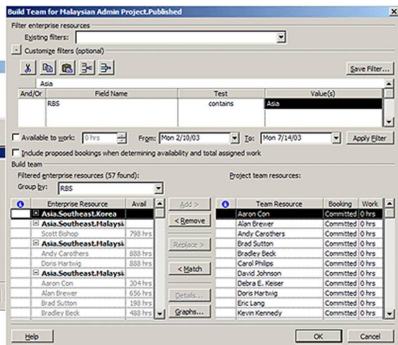 Build Team for Malaysian Admin Project.Published
Filter enterprise resources
Existing filters:
Customize filters (optional)
Save Filter...
Asia
And/Or Field Name Test Value(s)
RBS contains Asia
Available to work: 0 hrs From: Mon 2/10/03 To: Mon 7/14/03 Apply Filter
Include proposed bookings when determining availability and total assigned work
Build team
Filtered enterprise resources (57 found): Project team resources:
Group by: RBS
Enterprise Resource Avail Add > Team Resource Booking Work
Asia.Southeast.Korea Aaron Con Committed 0 hrs
Asia.Southeast.Malaysi < Remove Alan Brewer Committed 0 hrs
Scott Bishop 798 hrs Andy Carothers Committed 0 hrs
Asia.Southeast.Malaysi Replace > Brad Sutton Committed 0 hrs
Andy Carothers 888 hrs Bradley Beck Committed 0 hrs
Doris Hartwig 888 hrs Carol Philips Committed 0 hrs
Asia.Southeast.Malaysi < Match David Johnson Committed 0 hrs
Aaron Con 304 hrs Debra E. Keiser Committed 0 hrs
Alan Brewer 656 hrs Details... Doris Hartwig Committed 0 hrs
Brad Sutton 198 hrs Eric Lang Committed 0 hrs
Bradley Beck 488 hrs Graphs... Kevin Kennedy Committed 0 hrs
Help OK Cancel